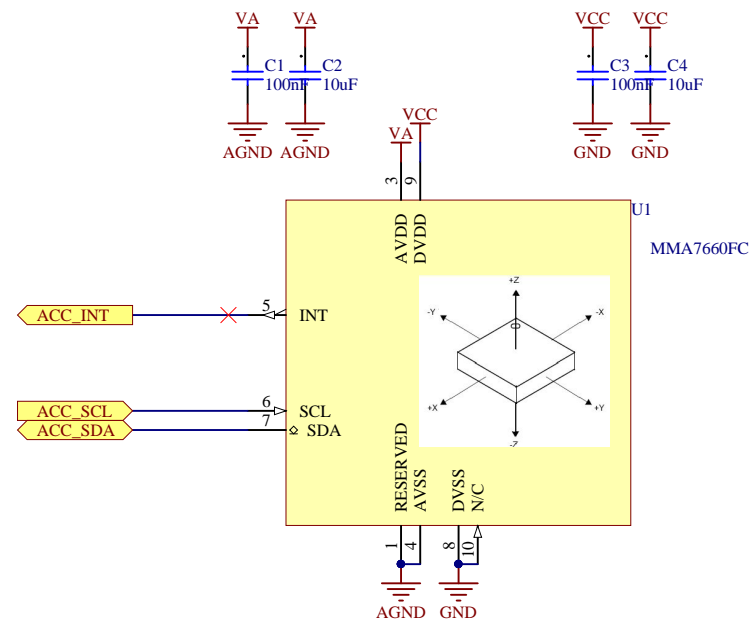 VA VA VCC VCC
C1 C2 C3 C4
100nF 10uF 100nF 10uF
AGND AGND GND GND
VCC
VA
3 9
U1
AVDD DVDD
MMA7660FC
+Z
-Y -X
ACC_INT 5 INT
ACC_SCL 6 SCL
+X +Y
ACC_SDA 7 SDA
-Z
RESERVED AVSS DVSS N/C
1 4 8 10
AGND GND